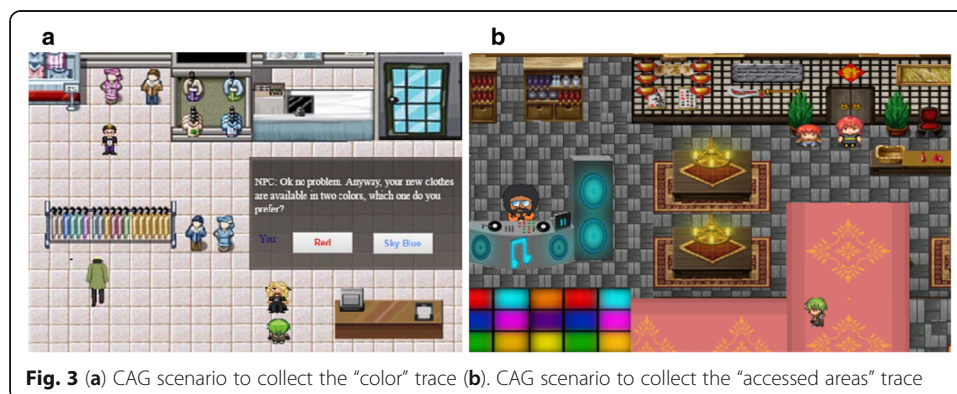 a
b
NPC: Ok no problem. Anyway, your new clothes
are available in two colors, which one do you
prefer?
You: Red Sky Blue
Fig. 3 (a) CAG scenario to collect the “color” trace (b). CAG scenario to collect the “accessed areas” trace